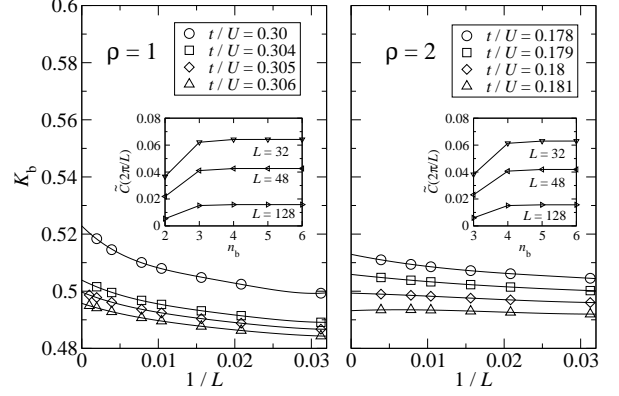 0.6
0.58
0.56
0.54
0.52
0.5
0.48
K_b
ρ = 1
t / U = 0.30
t / U = 0.304
t / U = 0.305
t / U = 0.306
0.08
0.06
0.04
0.02
0
C̃(2π/L)
L = 32
L = 48
L = 128
2 3 4 5 6
n_b
0 0.01 0.02 0.03
1 / L
ρ = 2
t / U = 0.178
t / U = 0.179
t / U = 0.18
t / U = 0.181
0.08
0.06
0.04
0.02
0
C̃(2π/L)
L = 32
L = 48
L = 128
3 4 5 6
n_b
0 0.01 0.02 0.03
1 / L